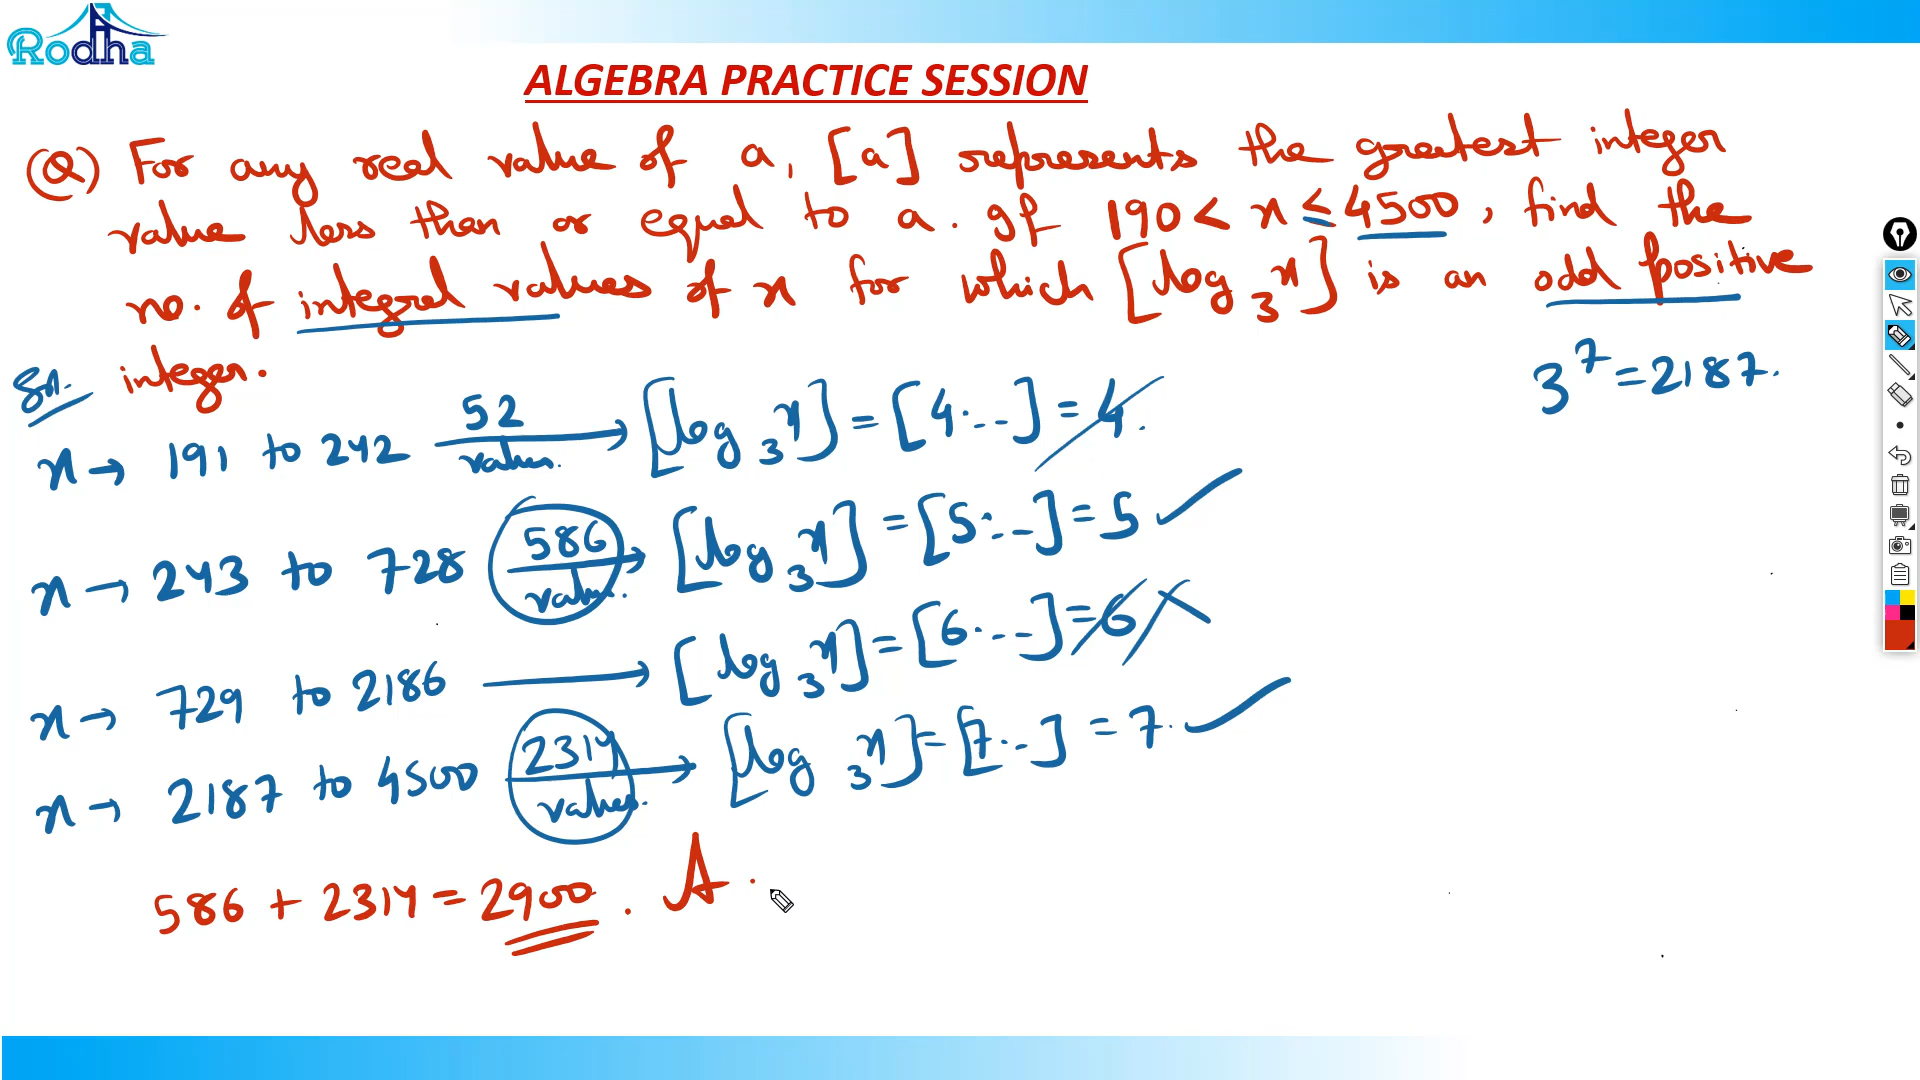 Rodha
ALGEBRA PRACTICE SESSION
(Q) For any real value of a, [a] represents the greatest integer
value less than or equal to a. If 190 < x ≤ 4500, find the
no. of integral values of x for which [log₃x] is an odd positive
integer.
Sol.
3⁷ = 2187.
x → 191 to 242 52 values. → [log₃x] = [4. ...] = 4.
x → 243 to 728 586 values. → [log₃x] = [5. ...] = 5 ✓
x → 729 to 2186 → [log₃x] = [6. ...] = 6 ✗
x → 2187 to 4500 2314 values. → [log₃x] = [7. ...] = 7. ✓
586 + 2314 = 2900. A.